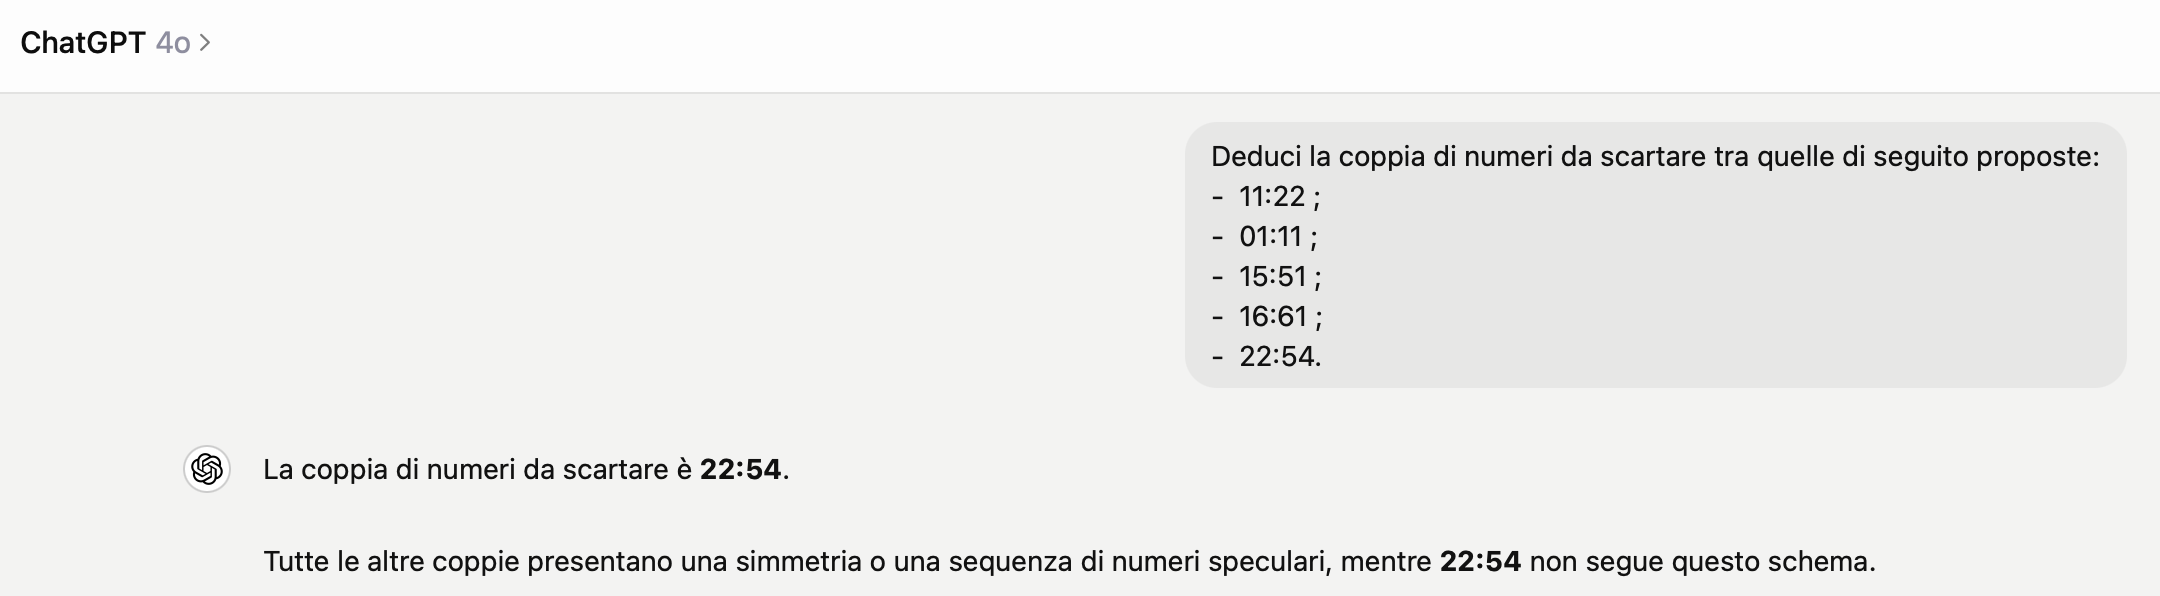 ChatGPT 4o >
Deduci la coppia di numeri da scartare tra quelle di seguito proposte:
- 11:22 ;
- 01:11 ;
- 15:51 ;
- 16:61 ;
- 22:54.
La coppia di numeri da scartare è 22:54.
Tutte le altre coppie presentano una simmetria o una sequenza di numeri speculari, mentre 22:54 non segue questo schema.